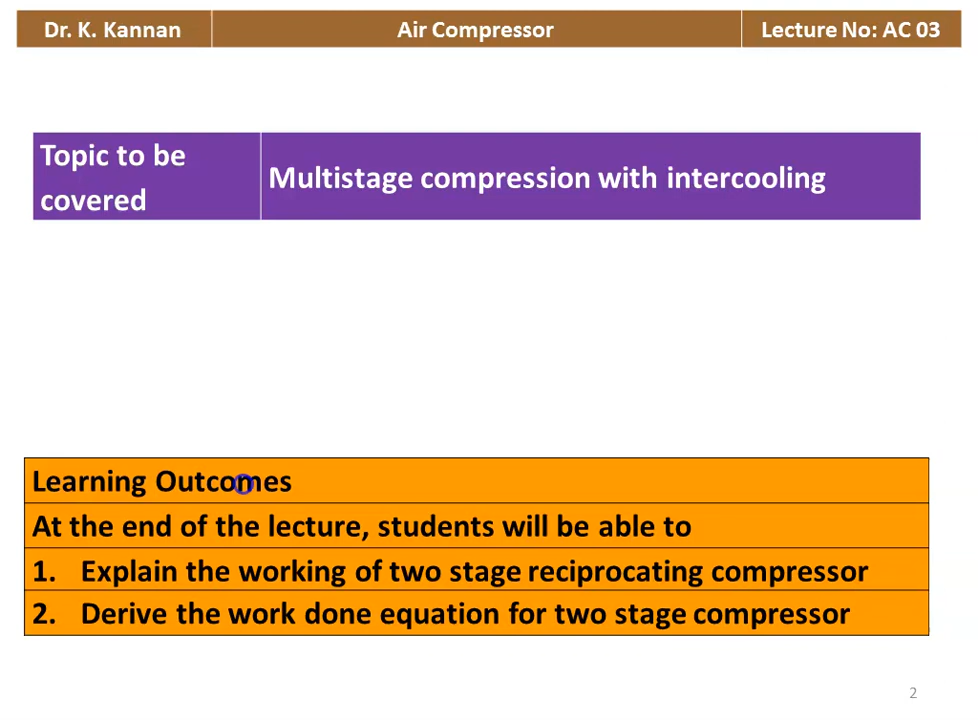 Dr. K. Kannan
Air Compressor
Lecture No: AC 03
Topic to be
covered
Multistage compression with intercooling
Learning Outcomes
At the end of the lecture, students will be able to
1. Explain the working of two stage reciprocating compressor
2. Derive the work done equation for two stage compressor
2